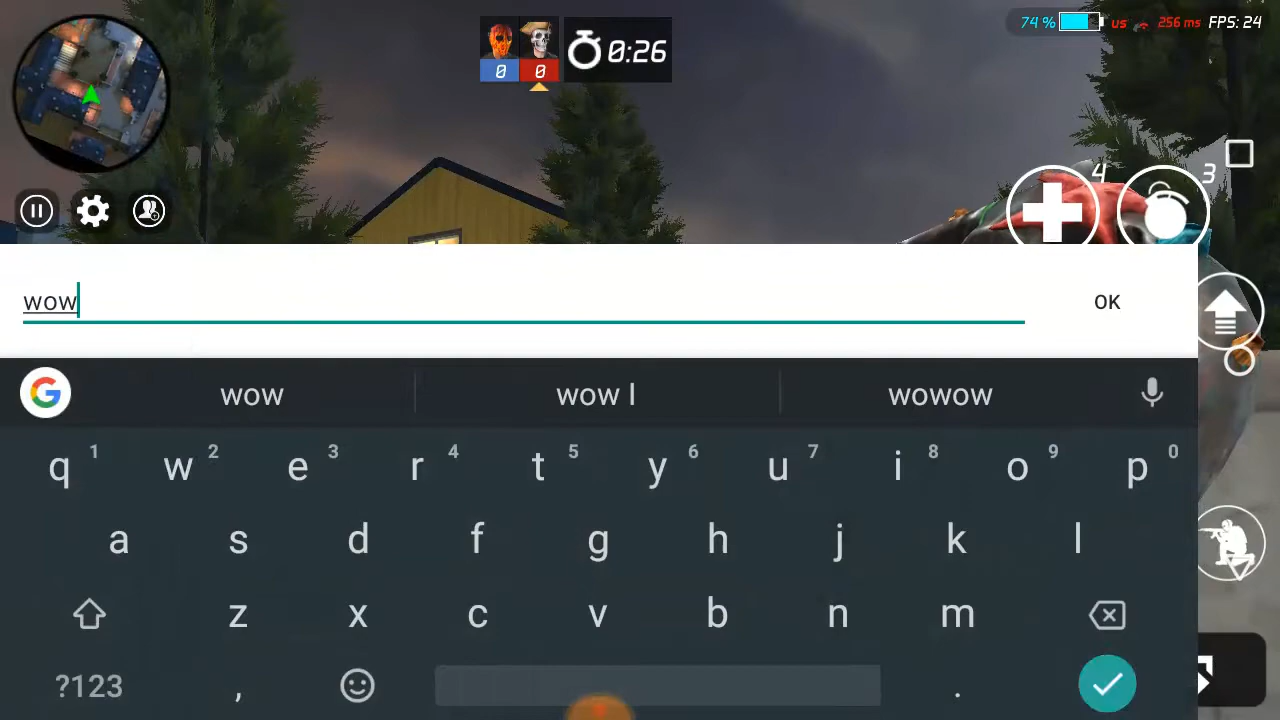 74 % us 256 ms FPS: 24
0 0 0:26
4 3
wow OK
wow wow I wowow
q 1 w 2 e 3 r 4 t 5 y 6 u 7 i 8 o 9 p 0
a s d f g h j k l
z x c v b n m
?123 , .